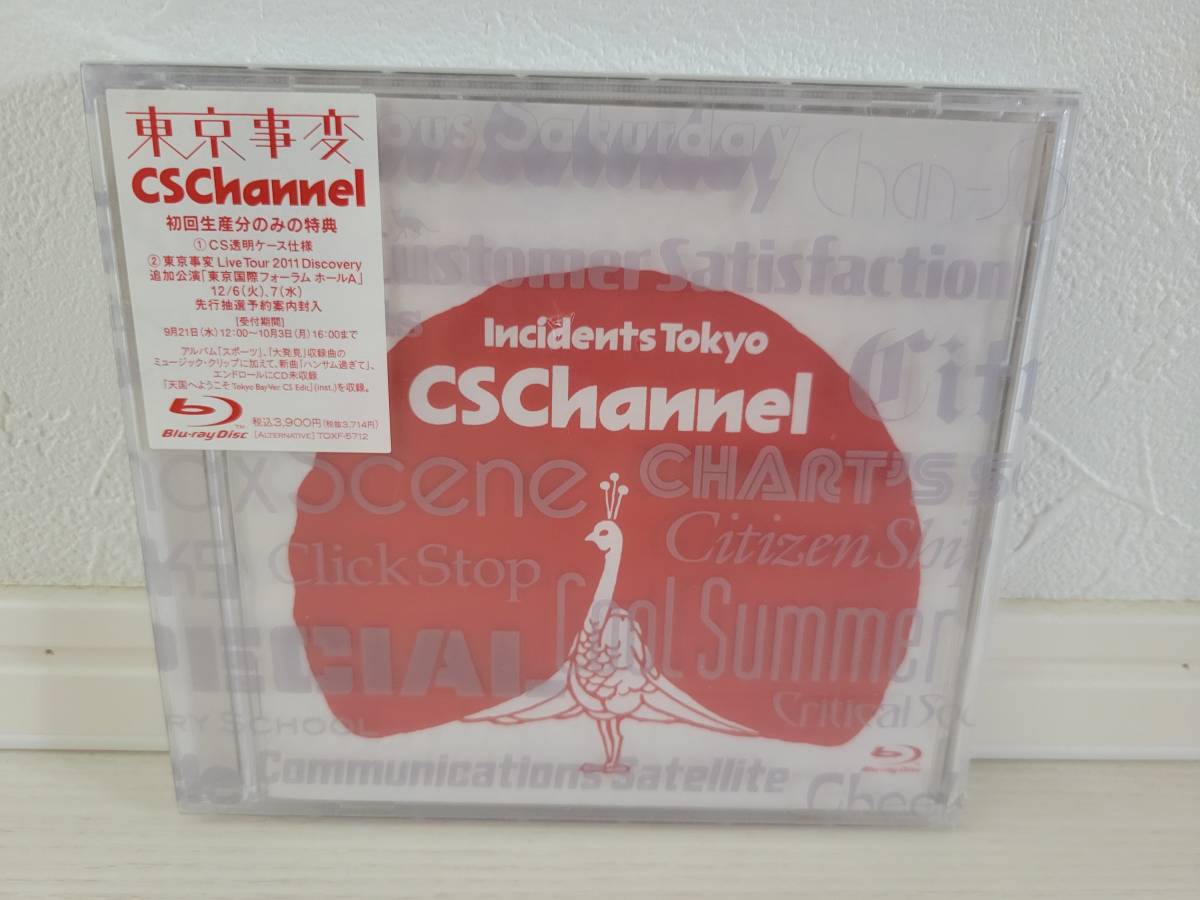 東京事変
CSChannel
初回生産分のみの特典
①CS透明ケース仕様
②東京事変 Live Tour 2011 Discovery
追加公演「東京国際フォーラム ホールA」
12/6(火)、7(水)
先行抽選予約案内封入
[受付期間]
9月21日(水)12:00〜10月3日(月)16:00まで
アルバム「スポーツ」、「大発見」収録曲の
ミュージック・クリップに加えて、新曲「ハンサム過ぎて」、
エンドロールにCD未収録
「天国へようこそ Tokyo Bay Ver. CS Edit」(inst.)を収録。
Blu-ray Disc
税込3,900円(税抜3,714円)
[ALTERNATIVE] TOXF-5712
Saturday
Chan-
Customer Satisfaction
Incidents Tokyo
CSChannel
Scene
CHART'S
Click Stop
Citizen Ship
Cool Summer
SPECIAL
Critical
SCHOOL
Communications Satellite
Blu-ray Disc